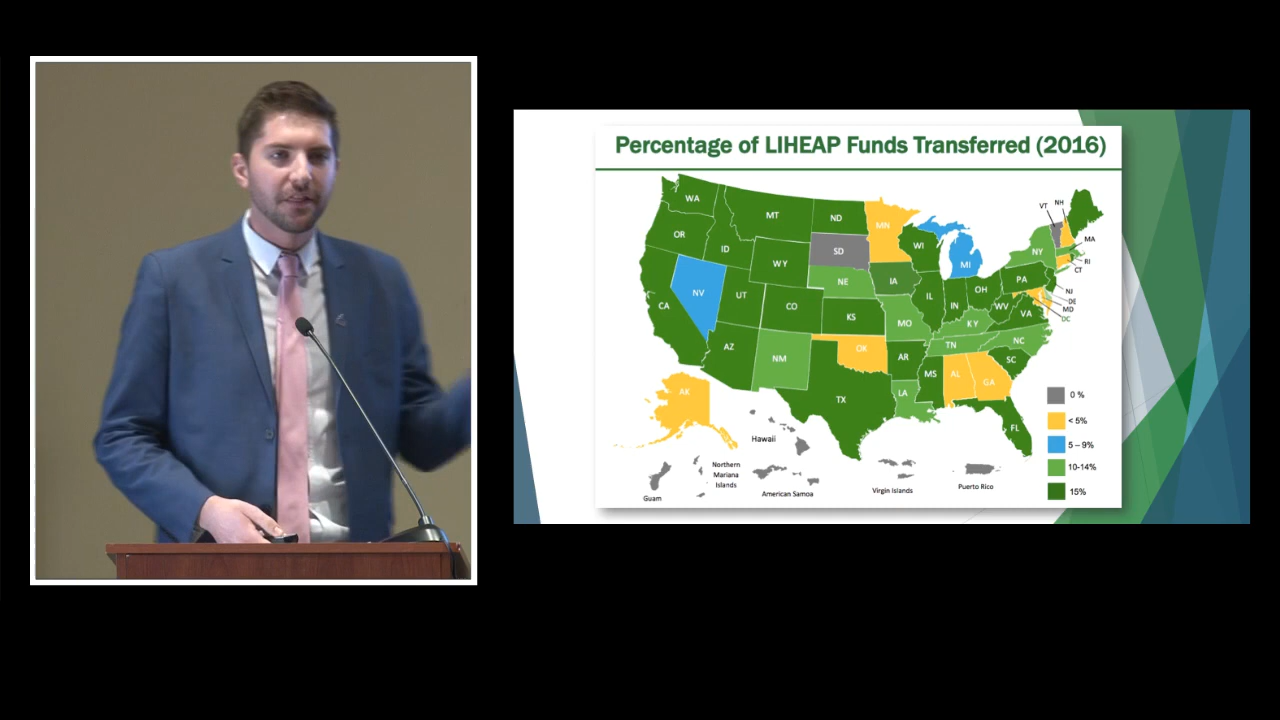 Percentage of LIHEAP Funds Transferred (2016)
WA
MT
ND
MN
VT
NH
OR
ID
SD
WI
MA
WY
NY
MI
RI
CT
NV
UT
NE
IA
PA
NJ
CA
CO
IL
IN
OH
WV
VA
DE
MD
DC
KS
MO
KY
AZ
NM
OK
AR
TN
NC
SC
MS
AL
GA
AK
TX
LA
FL
Hawaii
Guam
Northern
Mariana
Islands
American Samoa
Virgin Islands
Puerto Rico
0 %
< 5%
5 – 9%
10-14%
15%